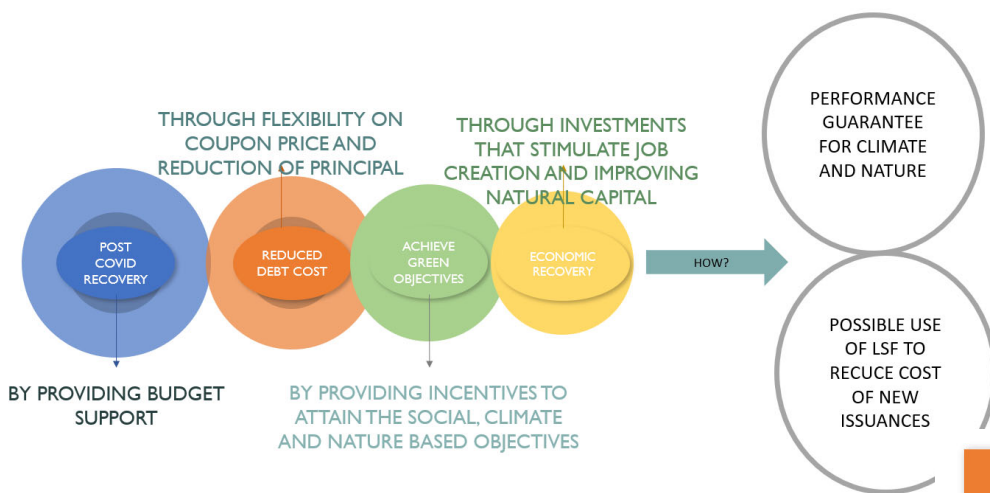 THROUGH FLEXIBILITY ON
COUPON PRICE AND
REDUCTION OF PRINCIPAL
THROUGH INVESTMENTS
THAT STIMULATE JOB
CREATION AND IMPROVING
NATURAL CAPITAL
POST
COVID
RECOVERY
REDUCED
DEBT COST
ACHIEVE
GREEN
OBJECTIVES
ECONOMIC
RECOVERY
HOW?
BY PROVIDING BUDGET
SUPPORT
BY PROVIDING INCENTIVES TO
ATTAIN THE SOCIAL, CLIMATE
AND NATURE BASED OBJECTIVES
PERFORMANCE
GUARANTEE
FOR CLIMATE
AND NATURE
POSSIBLE USE
OF LSF TO
RECUCE COST
OF NEW
ISSUANCES